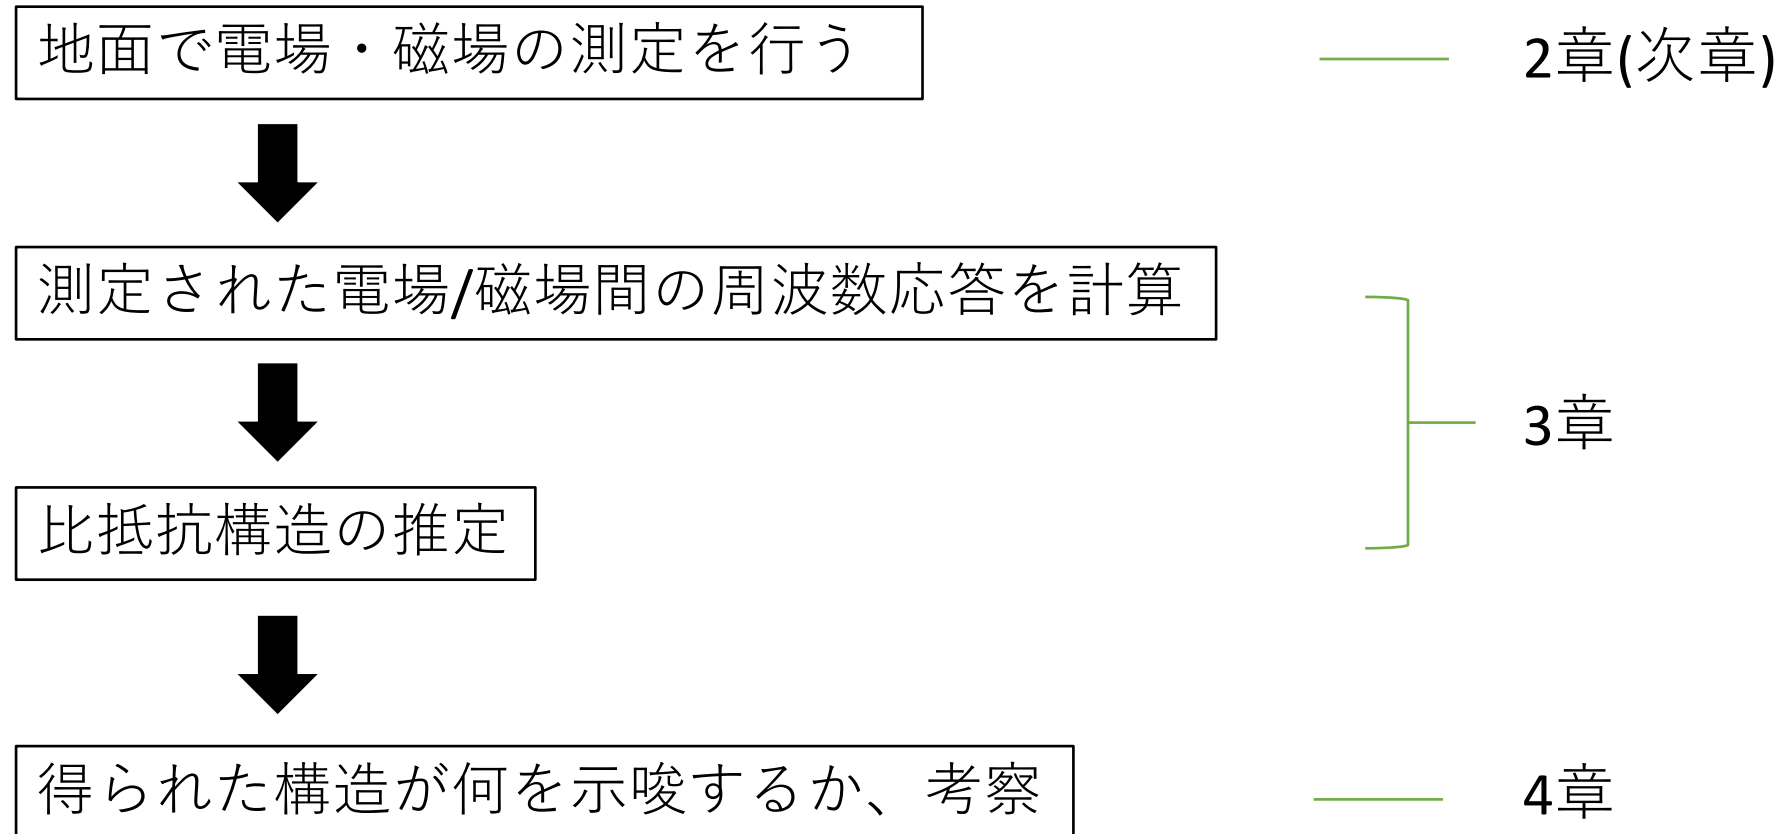 地面で電場・磁場の測定を行う
2章(次章)
測定された電場/磁場間の周波数応答を計算
3章
比抵抗構造の推定
得られた構造が何を示唆するか、考察
4章